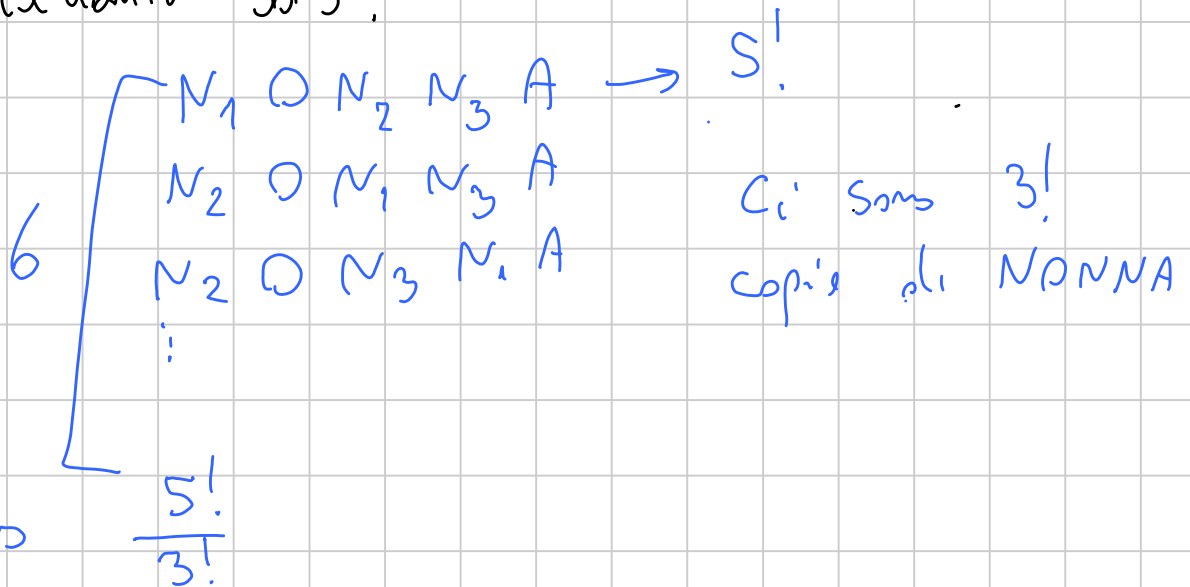 N₁ O N₂ N₃ A → 5!
N₂ O N₁ N₃ A
Ci sono 3!
6
N₂ O N₃ N₁ A
copie di NONNA
⋮
5!
3!